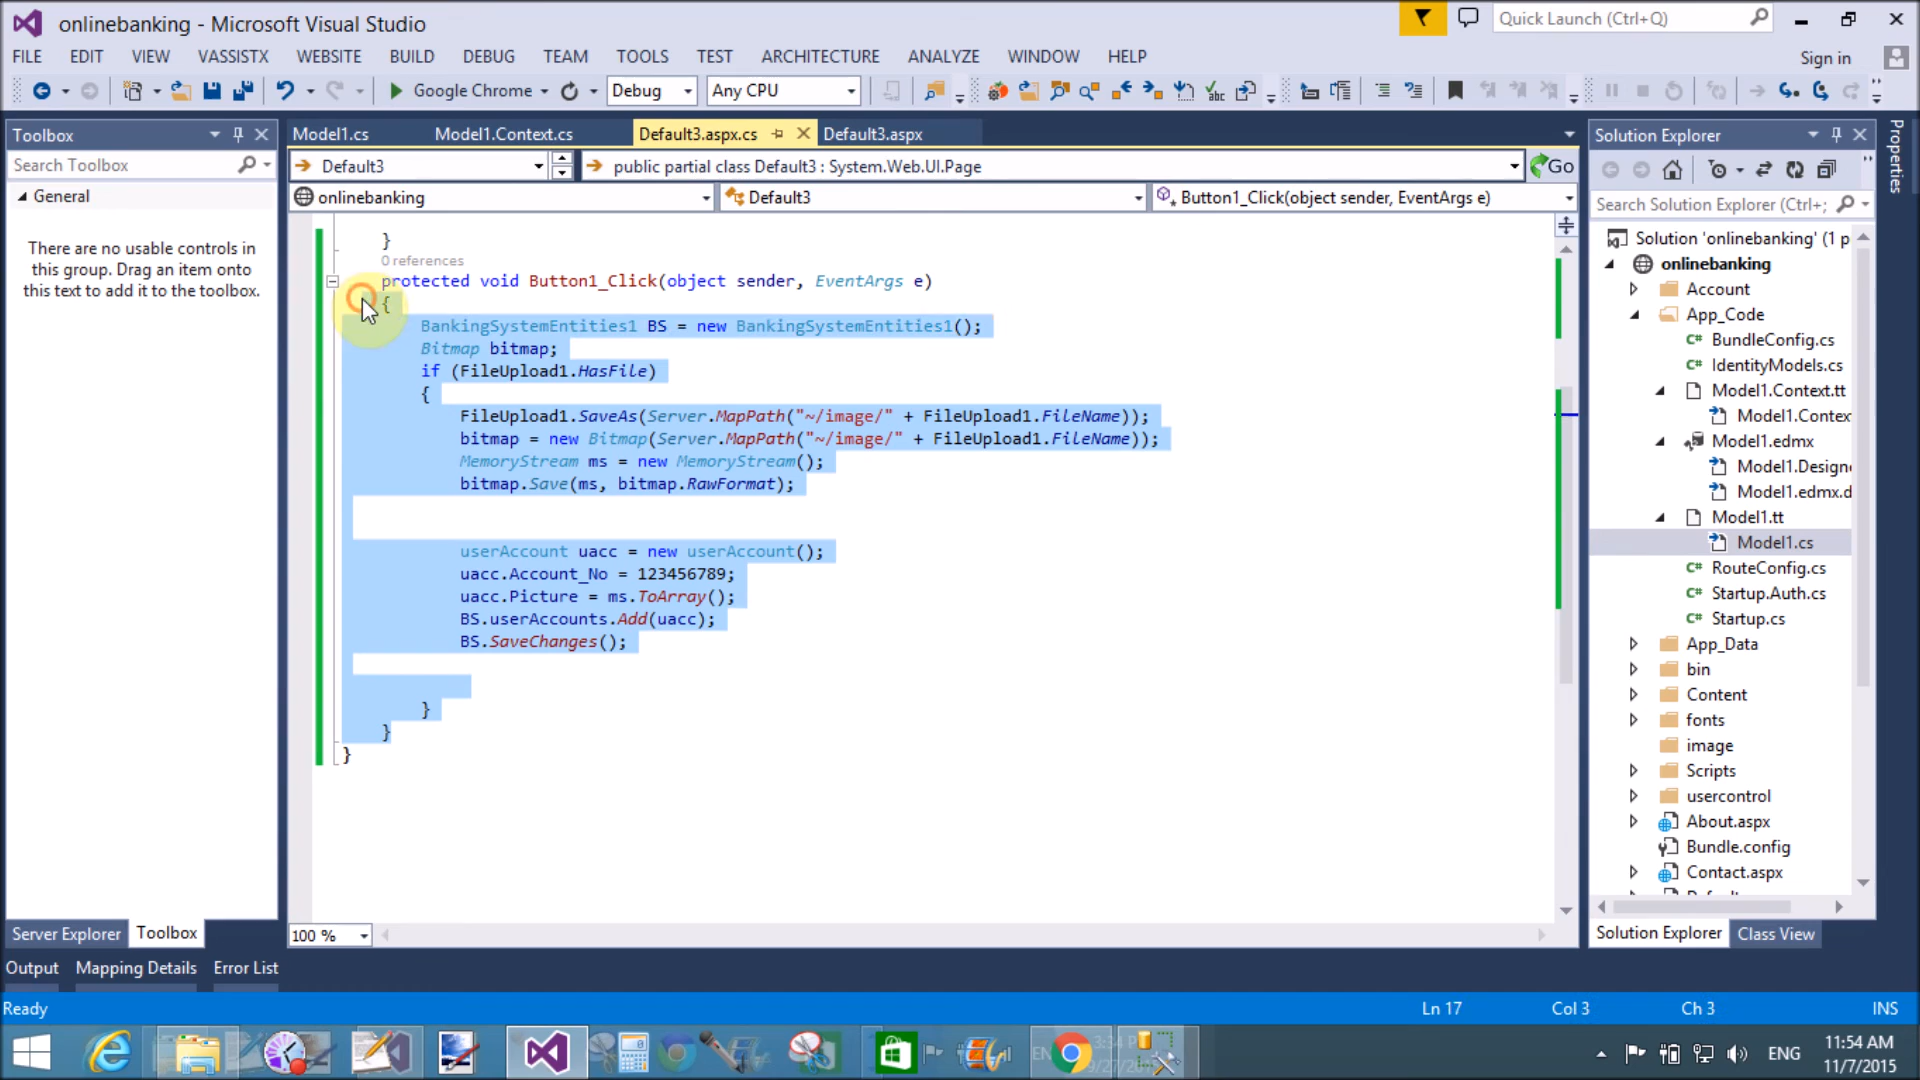 onlinebanking - Microsoft Visual Studio
Quick Launch (Ctrl+Q)
FILE EDIT VIEW VASSISTX WEBSITE BUILD DEBUG TEAM TOOLS TEST ARCHITECTURE ANALYZE WINDOW HELP
Sign in
Google Chrome Debug Any CPU
Toolbox
Search Toolbox
General
There are no usable controls in
this group. Drag an item onto
this text to add it to the toolbox.
Server Explorer Toolbox
Model1.cs Model1.Context.cs Default3.aspx.cs Default3.aspx
Default3 public partial class Default3 : System.Web.UI.Page Go
onlinebanking Default3 Button1_Click(object sender, EventArgs e)
}
0 references
protected void Button1_Click(object sender, EventArgs e)
{
BankingSystemEntities1 BS = new BankingSystemEntities1();
Bitmap bitmap;
if (FileUpload1.HasFile)
{
FileUpload1.SaveAs(Server.MapPath("~/image/" + FileUpload1.FileName));
bitmap = new Bitmap(Server.MapPath("~/image/" + FileUpload1.FileName));
MemoryStream ms = new MemoryStream();
bitmap.Save(ms, bitmap.RawFormat);
userAccount uacc = new userAccount();
uacc.Account_No = 123456789;
uacc.Picture = ms.ToArray();
BS.userAccounts.Add(uacc);
BS.SaveChanges();
}
}
}
100 %
Solution Explorer
Search Solution Explorer (Ctrl+;
Solution 'onlinebanking' (1 p
onlinebanking
Account
App_Code
BundleConfig.cs
IdentityModels.cs
Model1.Context.tt
Model1.Contex
Model1.edmx
Model1.Design
Model1.edmx.d
Model1.tt
Model1.cs
RouteConfig.cs
Startup.Auth.cs
Startup.cs
App_Data
bin
Content
fonts
image
Scripts
usercontrol
About.aspx
Bundle.config
Contact.aspx
Solution Explorer Class View
Properties
Output Mapping Details Error List
Ready Ln 17 Col 3 Ch 3 INS
ENG
11:54 AM
11/7/2015